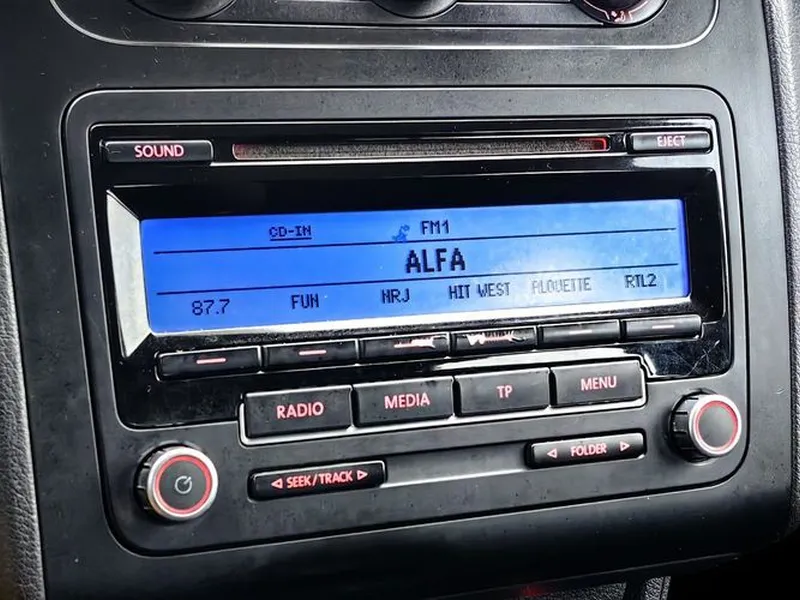 SOUND
EJECT
CD-IN FM1
ALFA
87.7 FUN NRJ HIT WEST ALOUETTE RTL2
RADIO MEDIA TP MENU
SEEK/TRACK
FOLDER